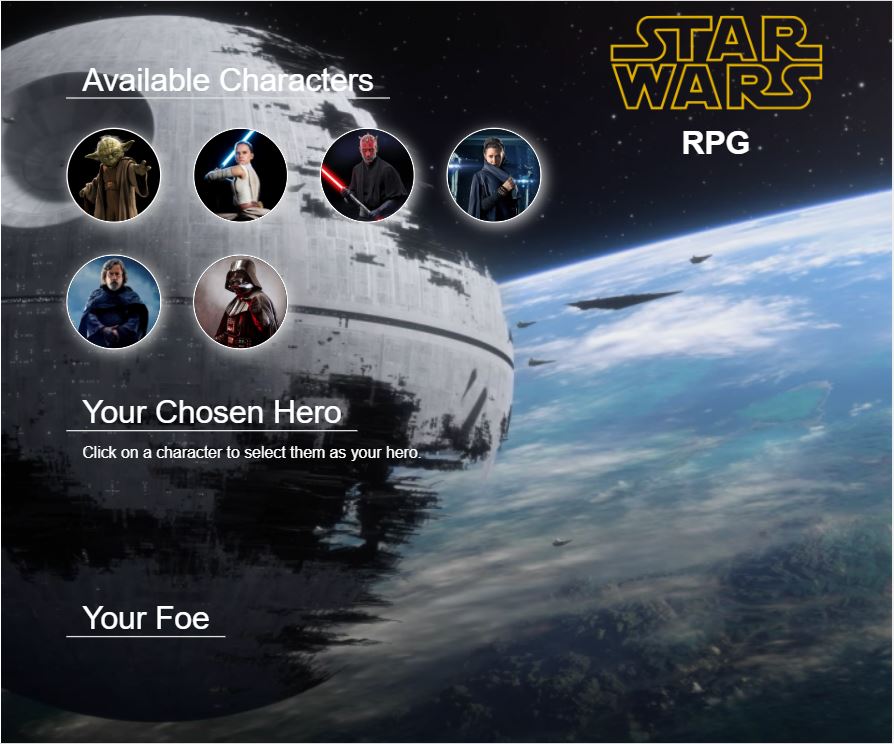 Available Characters
STAR
WARS
RPG
Your Chosen Hero
Click on a character to select them as your hero.
Your Foe